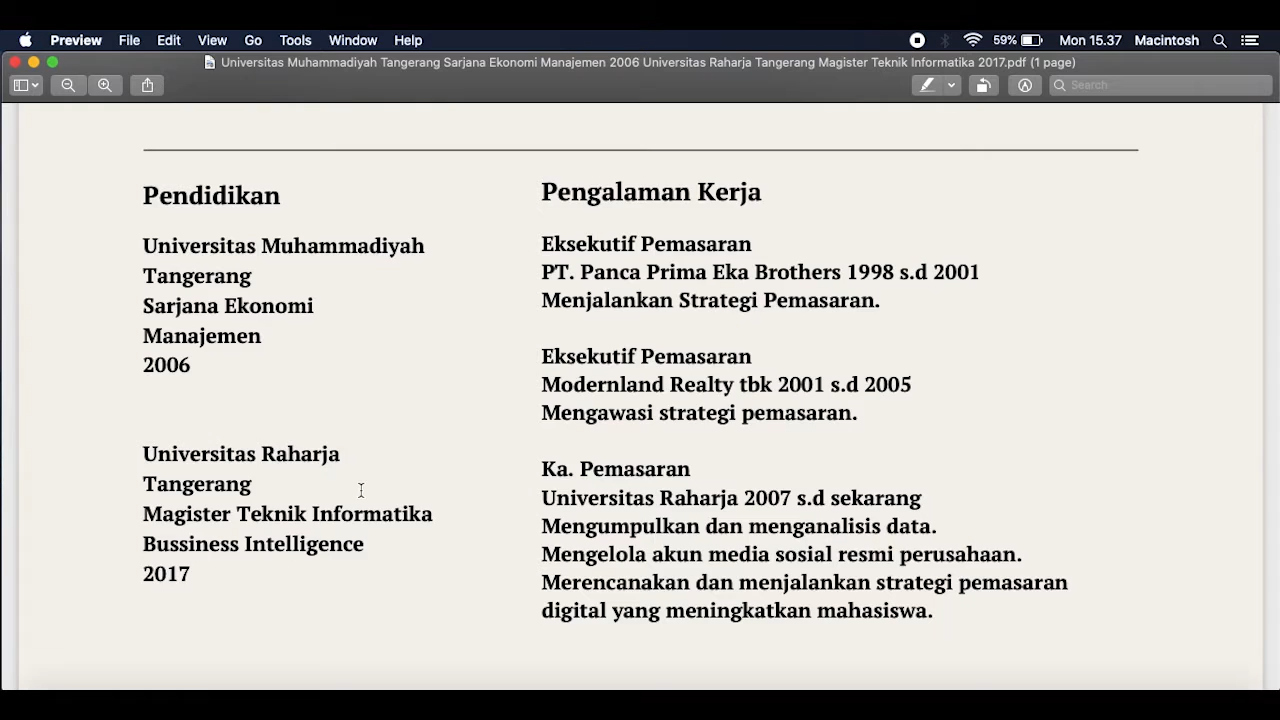 Preview File Edit View Go Tools Window Help 59% Mon 15.37 Macintosh
Universitas Muhammadiyah Tangerang Sarjana Ekonomi Manajemen 2006 Universitas Raharja Tangerang Magister Teknik Informatika 2017.pdf (1 page)
Search
Pendidikan
Universitas Muhammadiyah
Tangerang
Sarjana Ekonomi
Manajemen
2006
Universitas Raharja
Tangerang
Magister Teknik Informatika
Bussiness Intelligence
2017
Pengalaman Kerja
Eksekutif Pemasaran
PT. Panca Prima Eka Brothers 1998 s.d 2001
Menjalankan Strategi Pemasaran.
Eksekutif Pemasaran
Modernland Realty tbk 2001 s.d 2005
Mengawasi strategi pemasaran.
Ka. Pemasaran
Universitas Raharja 2007 s.d sekarang
Mengumpulkan dan menganalisis data.
Mengelola akun media sosial resmi perusahaan.
Merencanakan dan menjalankan strategi pemasaran
digital yang meningkatkan mahasiswa.